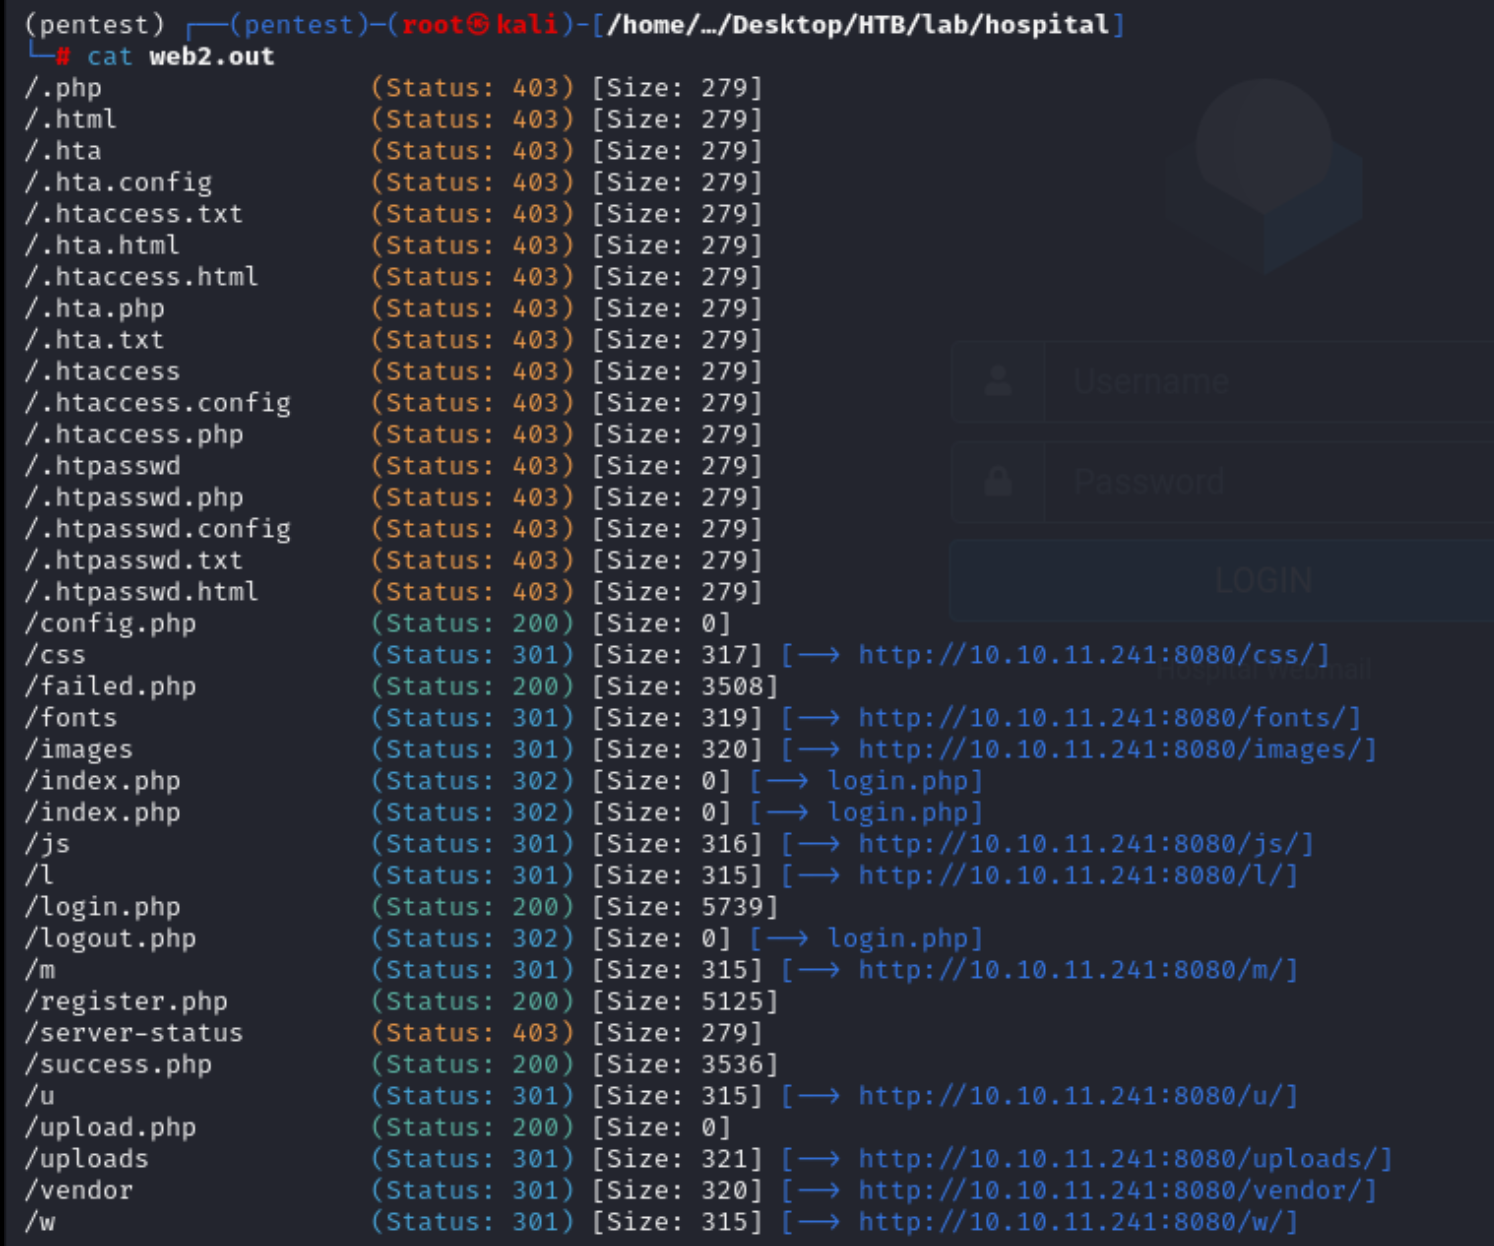 (pentest) ┌──(pentest)─(root㉿kali)-[/home/…/Desktop/HTB/lab/hospital]
└─# cat web2.out
/.php (Status: 403) [Size: 279]
/.html (Status: 403) [Size: 279]
/.hta (Status: 403) [Size: 279]
/.hta.config (Status: 403) [Size: 279]
/.htaccess.txt (Status: 403) [Size: 279]
/.hta.html (Status: 403) [Size: 279]
/.htaccess.html (Status: 403) [Size: 279]
/.hta.php (Status: 403) [Size: 279]
/.hta.txt (Status: 403) [Size: 279]
/.htaccess (Status: 403) [Size: 279]
Username
/.htaccess.config (Status: 403) [Size: 279]
/.htaccess.php (Status: 403) [Size: 279]
/.htpasswd (Status: 403) [Size: 279]
Password
/.htpasswd.php (Status: 403) [Size: 279]
/.htpasswd.config (Status: 403) [Size: 279]
/.htpasswd.txt (Status: 403) [Size: 279]
LOGIN
/.htpasswd.html (Status: 403) [Size: 279]
/config.php (Status: 200) [Size: 0]
/css (Status: 301) [Size: 317] [--> http://10.10.11.241:8080/css/]
Hospital Webmail
/failed.php (Status: 200) [Size: 3508]
/fonts (Status: 301) [Size: 319] [--> http://10.10.11.241:8080/fonts/]
/images (Status: 301) [Size: 320] [--> http://10.10.11.241:8080/images/]
/index.php (Status: 302) [Size: 0] [--> login.php]
/index.php (Status: 302) [Size: 0] [--> login.php]
/js (Status: 301) [Size: 316] [--> http://10.10.11.241:8080/js/]
/l (Status: 301) [Size: 315] [--> http://10.10.11.241:8080/l/]
/login.php (Status: 200) [Size: 5739]
/logout.php (Status: 302) [Size: 0] [--> login.php]
/m (Status: 301) [Size: 315] [--> http://10.10.11.241:8080/m/]
/register.php (Status: 200) [Size: 5125]
/server-status (Status: 403) [Size: 279]
/success.php (Status: 200) [Size: 3536]
/u (Status: 301) [Size: 315] [--> http://10.10.11.241:8080/u/]
/upload.php (Status: 200) [Size: 0]
/uploads (Status: 301) [Size: 321] [--> http://10.10.11.241:8080/uploads/]
/vendor (Status: 301) [Size: 320] [--> http://10.10.11.241:8080/vendor/]
/w (Status: 301) [Size: 315] [--> http://10.10.11.241:8080/w/]